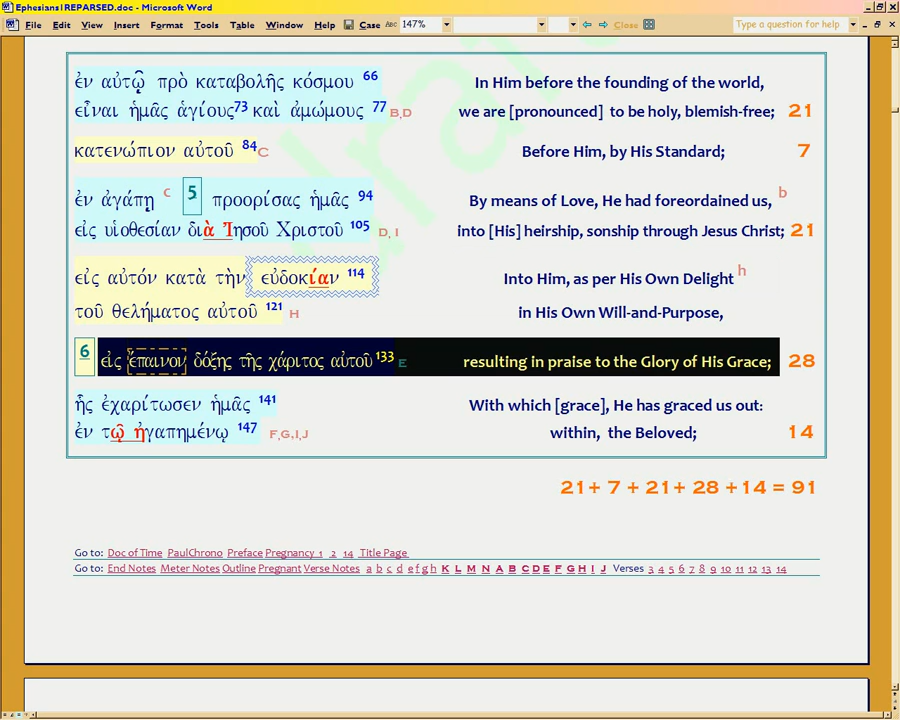 Ephesians1REPARSED.doc - Microsoft Word
File Edit View Insert Format Tools Table Window Help Case Abc 147% Close Type a question for help
ἐν αὐτῷ πρὸ καταβολῆς κόσμου 66 In Him before the founding of the world,
εἶναι ἡμᾶς ἁγίους73 καὶ ἀμώμους 77 B,D we are [pronounced] to be holy, blemish-free; 21
κατενώπιον αὐτοῦ 84C Before Him, by His Standard; 7
ἐν ἀγάπῃ c 5 προορίσας ἡμᾶς 94 By means of Love, He had foreordained us, b
εἰς υἱοθεσίαν διὰ Ἰησοῦ Χριστοῦ 105 D, I into [His] heirship, sonship through Jesus Christ; 21
εἰς αὐτόν κατὰ τὴν εὐδοκίαν 114 Into Him, as per His Own Delight h
τοῦ θελήματος αὐτοῦ 121 H in His Own Will-and-Purpose,
6 εἰς ἔπαινον δόξης τῆς χάριτος αὐτοῦ 133 E resulting in praise to the Glory of His Grace; 28
ἧς ἐχαρίτωσεν ἡμᾶς 141 With which [grace], He has graced us out:
ἐν τῷ ἠγαπημένῳ 147 F,G,I,J within, the Beloved; 14
21+ 7 + 21+ 28 +14 = 91
Go to: Doc of Time PaulChrono Preface Pregnancy 1 2 14 Title Page
Go to: End Notes Meter Notes Outline Pregnant Verse Notes a b c d e f g h K L M N A B C D E F G H I J Verses 3 4 5 6 7 8 9 10 11 12 13 14